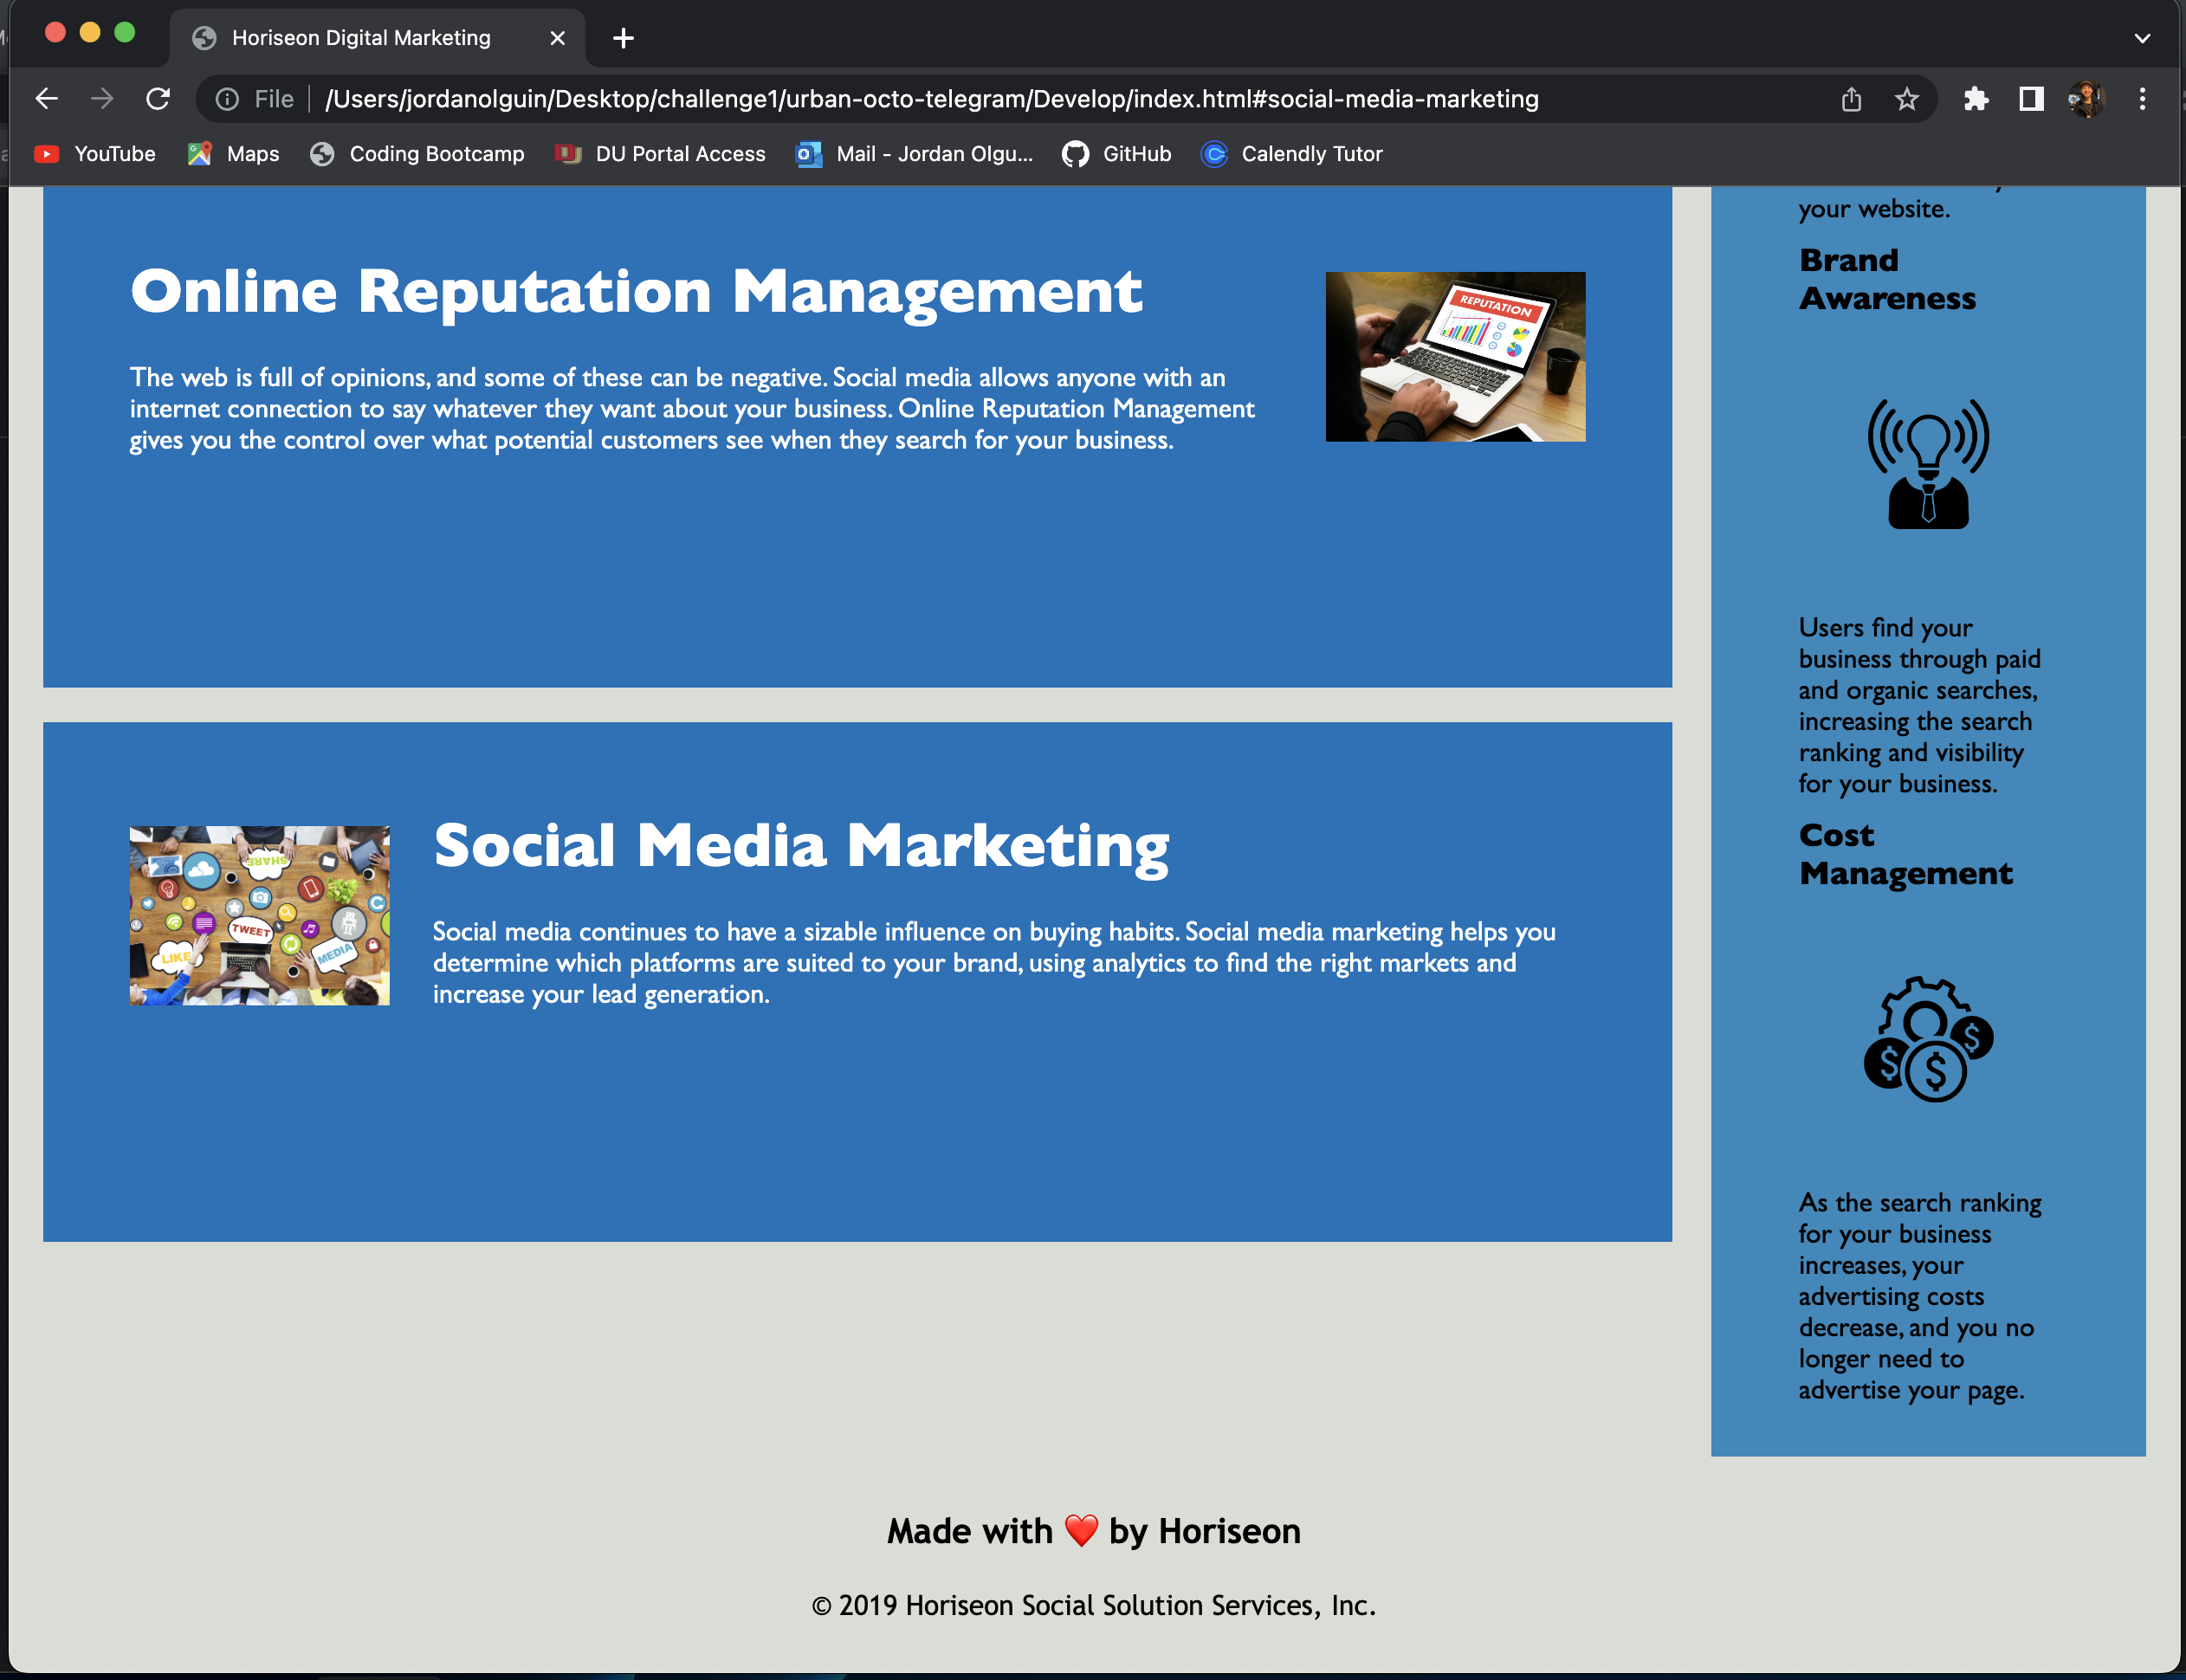 Horiseon Digital Marketing
File
/Users/jordanolguin/Desktop/challenge1/urban-octo-telegram/Develop/index.html#social-media-marketing
YouTube
Maps
Coding Bootcamp
DU Portal Access
Mail - Jordan Olgu...
GitHub
Calendly Tutor
Online Reputation Management
The web is full of opinions, and some of these can be negative. Social media allows anyone with an
internet connection to say whatever they want about your business. Online Reputation Management
gives you the control over what potential customers see when they search for your business.
REPUTATION
SHARE
TWEET
LIKE
MEDIA
Social Media Marketing
Social media continues to have a sizable influence on buying habits. Social media marketing helps you
determine which platforms are suited to your brand, using analytics to find the right markets and
increase your lead generation.
your website.
Brand
Awareness
Users find your
business through paid
and organic searches,
increasing the search
ranking and visibility
for your business.
Cost
Management
$
$
$
As the search ranking
for your business
increases, your
advertising costs
decrease, and you no
longer need to
advertise your page.
Made with ❤️ by Horiseon
© 2019 Horiseon Social Solution Services, Inc.